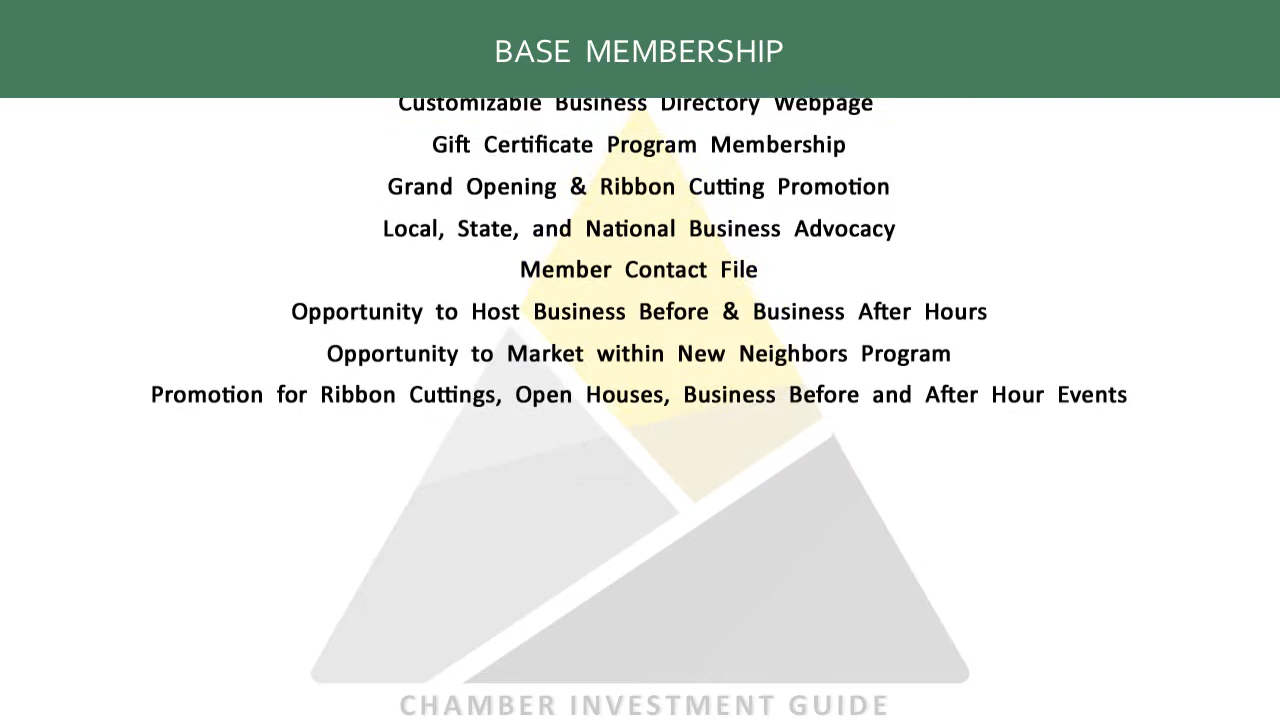 BASE MEMBERSHIP
Customizable Business Directory Webpage
Gift Certificate Program Membership
Grand Opening & Ribbon Cutting Promotion
Local, State, and National Business Advocacy
Member Contact File
Opportunity to Host Business Before & Business After Hours
Opportunity to Market within New Neighbors Program
Promotion for Ribbon Cuttings, Open Houses, Business Before and After Hour Events
CHAMBER INVESTMENT GUIDE